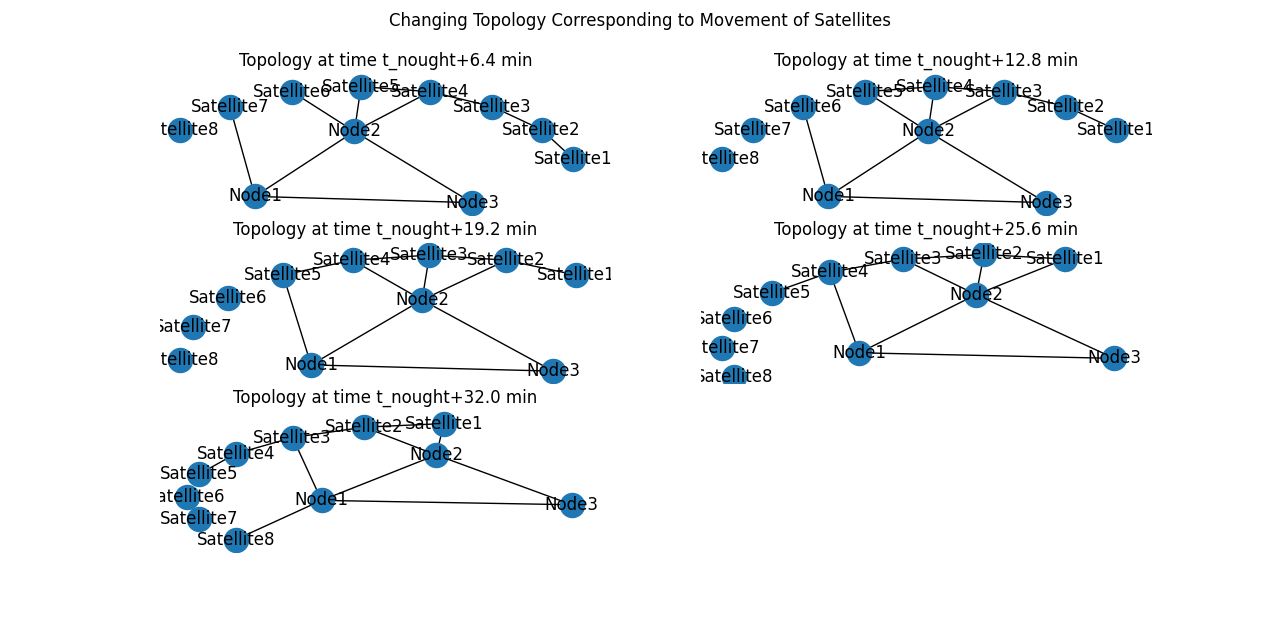 Changing Topology Corresponding to Movement of Satellites
Topology at time t_nought+6.4 min
Satellite5
Satellite6
Satellite4
Satellite7
Satellite3
tellite8
Node2
Satellite2
Satellite1
Node1
Node3
Topology at time t_nought+12.8 min
Satellite4
Satellite5
Satellite3
Satellite6
Satellite2
Satellite7
Node2
Satellite1
tellite8
Node1
Node3
Topology at time t_nought+19.2 min
Satellite3
Satellite4
Satellite2
Satellite5
Satellite1
Satellite6
Node2
Satellite7
tellite8
Node1
Node3
Topology at time t_nought+25.6 min
Satellite2
Satellite3
Satellite1
Satellite4
Satellite5
Node2
Satellite6
tellite7
Node1
Node3
Satellite8
Topology at time t_nought+32.0 min
Satellite1
Satellite2
Satellite3
Satellite4
Node2
Satellite5
atellite6
Node1
Node3
Satellite7
Satellite8